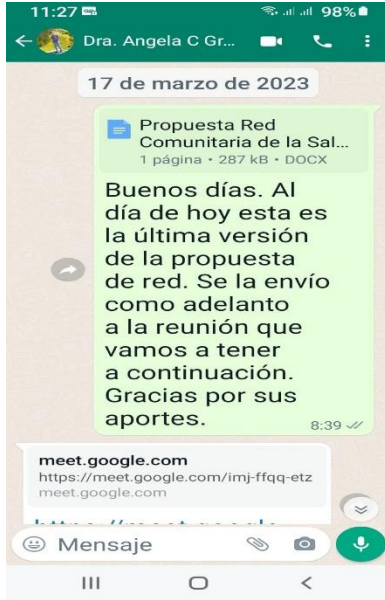 11:27
98%
Dra. Angela C Gr...
17 de marzo de 2023
Propuesta Red
Comunitaria de la Sal...
1 página • 287 kB • DOCX
Buenos días. Al
día de hoy esta es
la última versión
de la propuesta
de red. Se la envío
como adelanto
a la reunión que
vamos a tener
a continuación.
Gracias por sus
aportes.
8:39
meet.google.com
https://meet.google.com/imj-ffqq-etz
meet.google.com
Mensaje